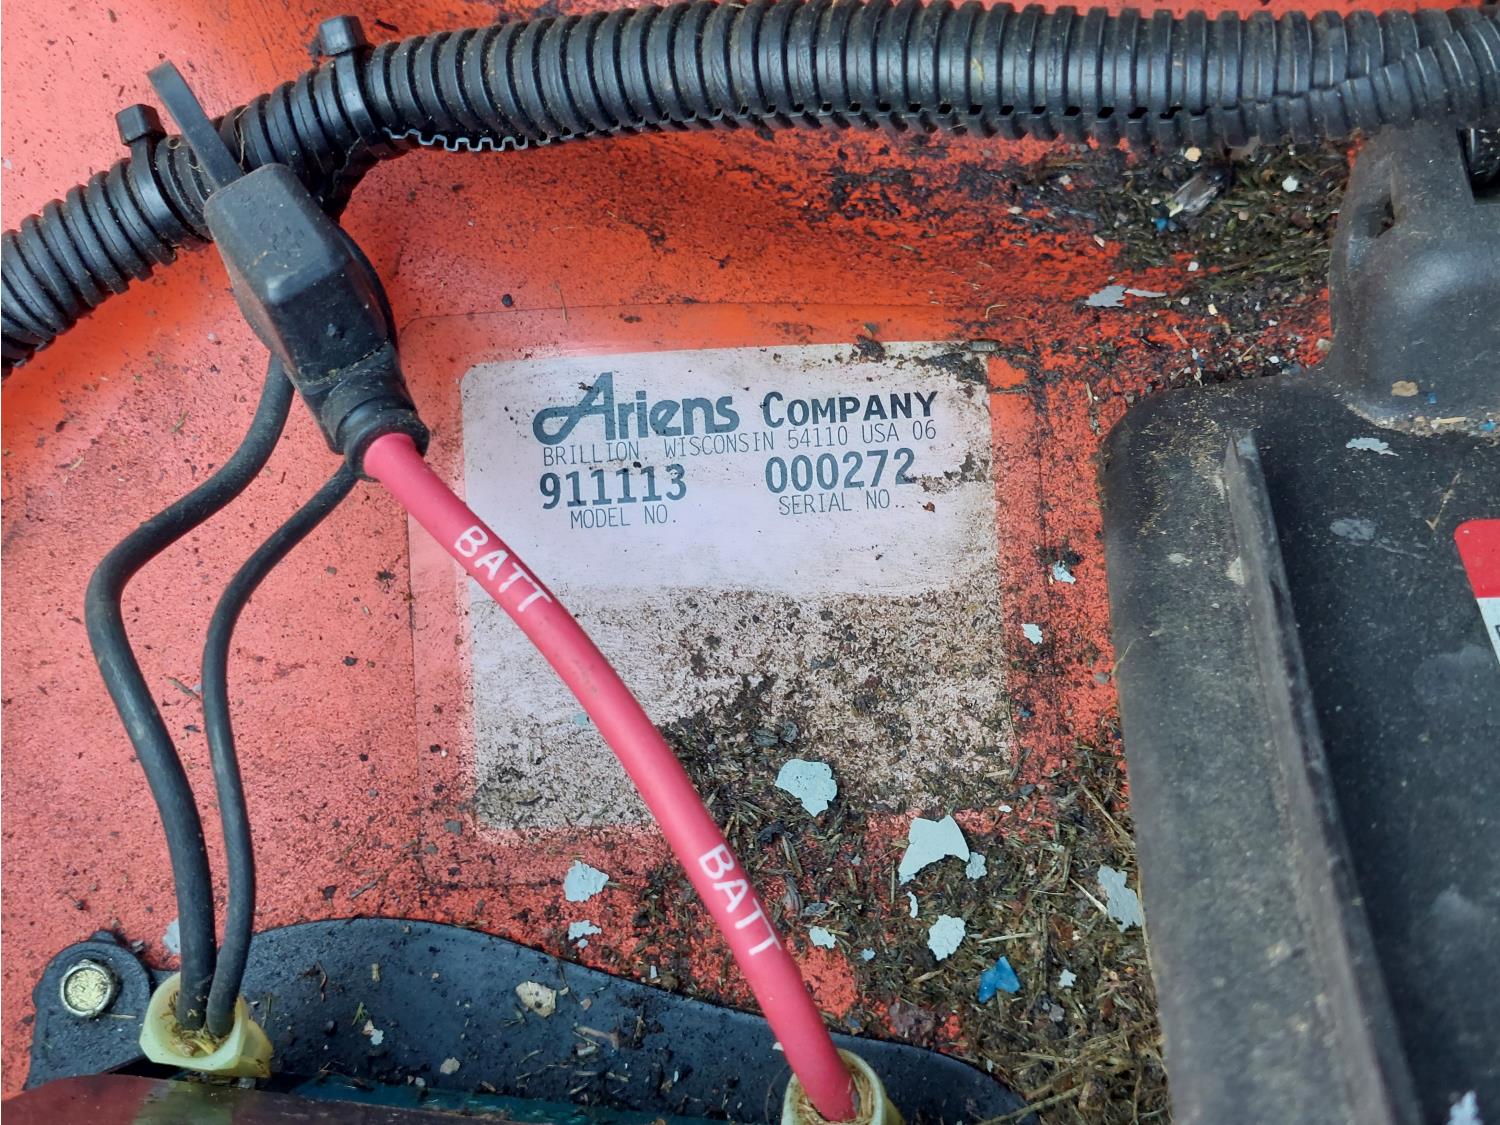 Ariens COMPANY
BRILLION, WISCONSIN 54110 USA 06
911113 000272
MODEL NO. SERIAL NO.
BATT
BATT